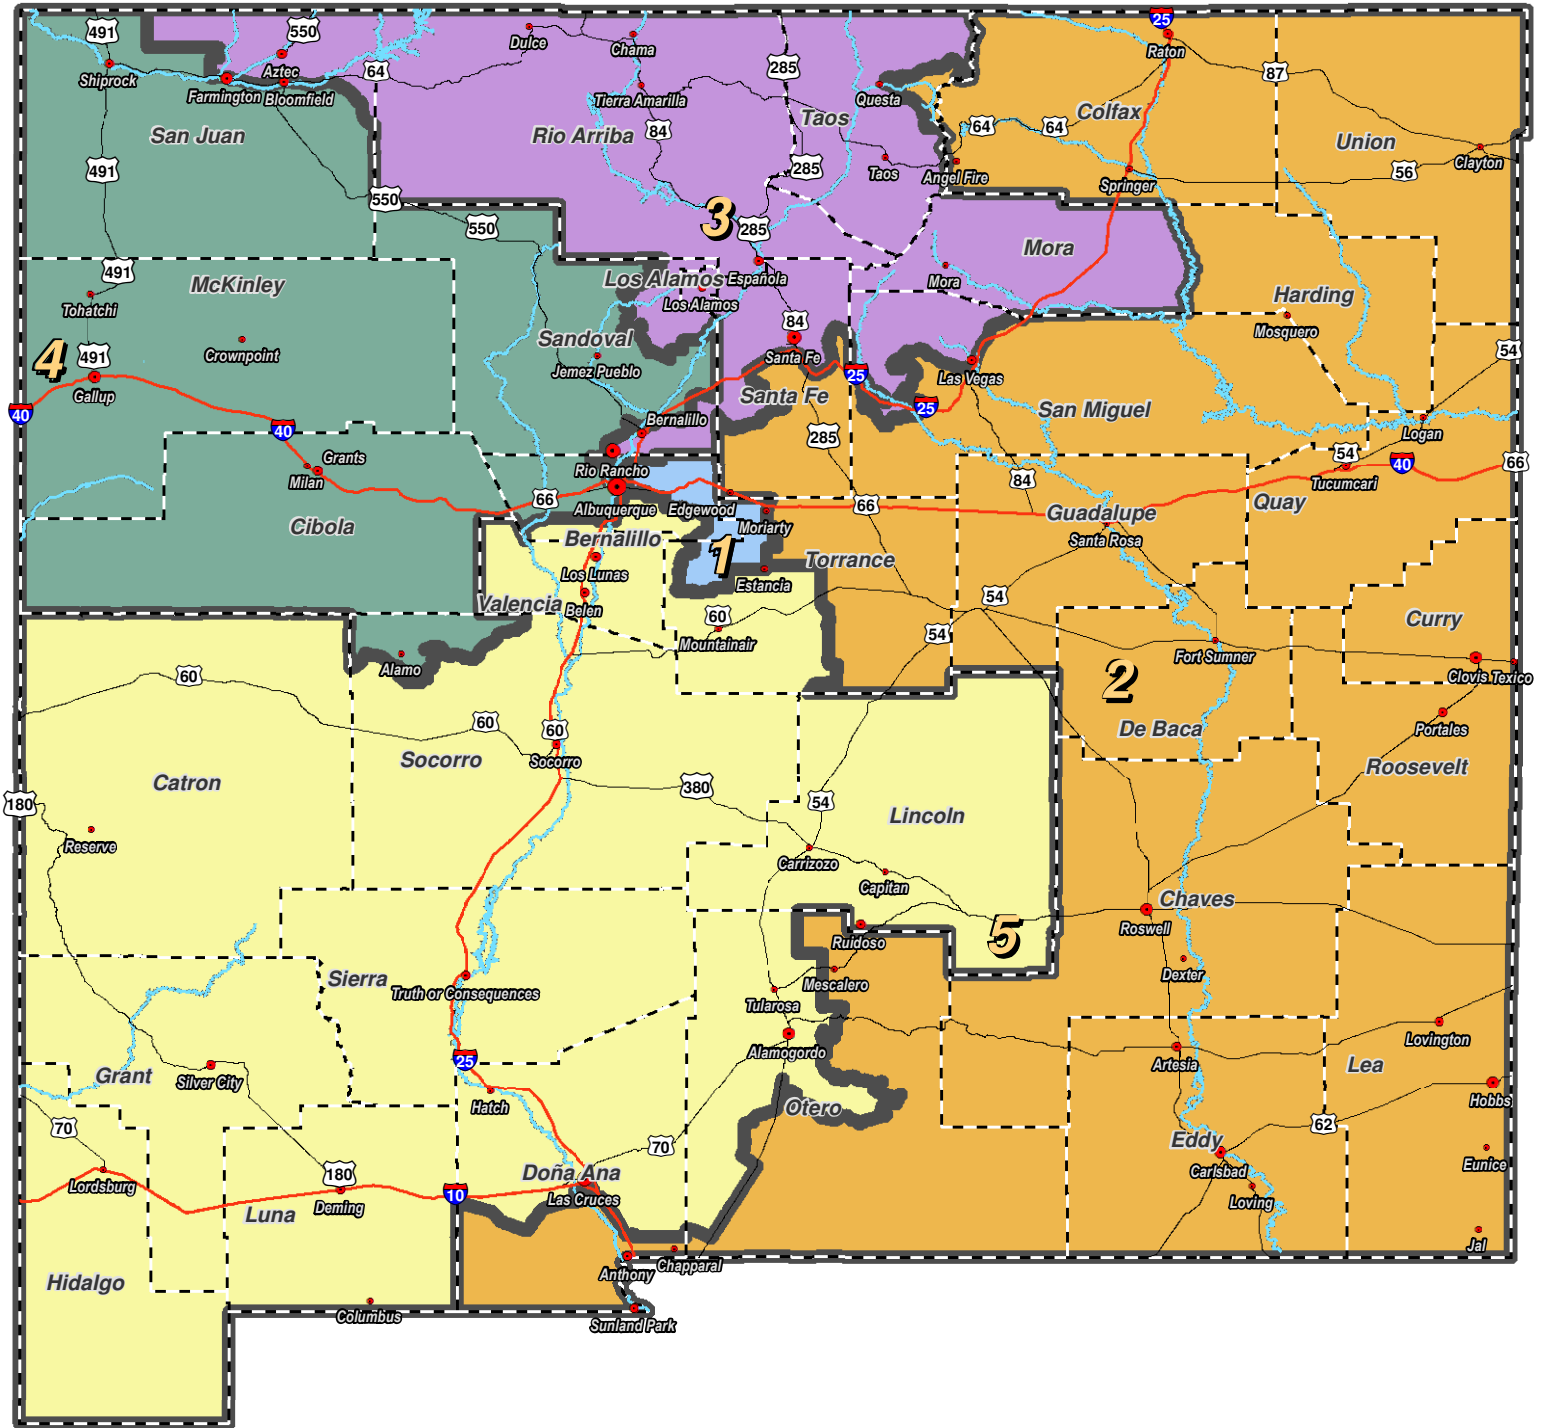 491
550
25
Dulce
Chama
Raton
Shiprock
Aztec
64
285
87
Farmington
Bloomfield
Tierra Amarilla
Questa
Colfax
San Juan
Rio Arriba
84
Taos
64
64
Union
Clayton
491
285
Taos
Angel Fire
Springer
56
550
3
550
285
Mora
491
McKinley
Los Alamos
Española
Mora
Tohatchi
Los Alamos
Harding
Mosquero
4
491
Crownpoint
Sandoval
84
Jemez Pueblo
Santa Fe
54
Gallup
25
Las Vegas
40
Santa Fe
25
San Miguel
40
Bernalillo
285
Logan
Grants
Milan
Rio Rancho
54
40
66
84
Tucumcari
66
Albuquerque
Edgewood
66
Quay
Cibola
Moriarty
Guadalupe
Bernalillo
1
Santa Rosa
Torrance
Los Lunas
Estancia
Valencia
Belen
60
54
Curry
Mountainair
54
Fort Sumner
Alamo
60
2
Clovis
Texico
60
60
De Baca
Portales
Socorro
Socorro
Catron
380
Roosevelt
180
54
Lincoln
Reserve
Carrizozo
Capitan
Chaves
5
Roswell
Ruidoso
Dexter
Sierra
Truth or Consequences
Mescalero
Tularosa
Lovington
Alamogordo
25
Artesia
Lea
Grant
Silver City
Hatch
Otero
Hobbs
70
62
70
Eddy
Doña Ana
Carlsbad
Eunice
180
Lordsburg
10
Las Cruces
Loving
Luna
Deming
Jal
Anthony
Chapparal
Hidalgo
Columbus
Sunland Park